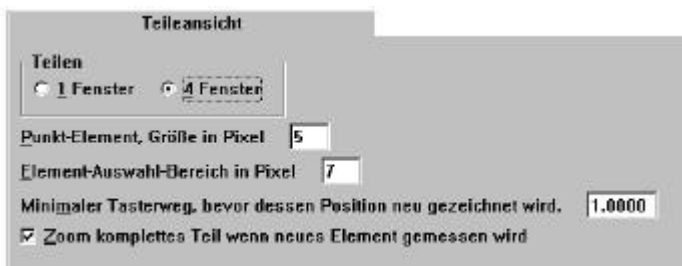 Teileansicht
Teilen
1 Fenster 4 Fenster
Punkt-Element, Größe in Pixel 5
Element-Auswahl-Bereich in Pixel 7
Minimaler Tasterweg, bevor dessen Position neu gezeichnet wird. 1.0000
Zoom komplettes Teil wenn neues Element gemessen wird